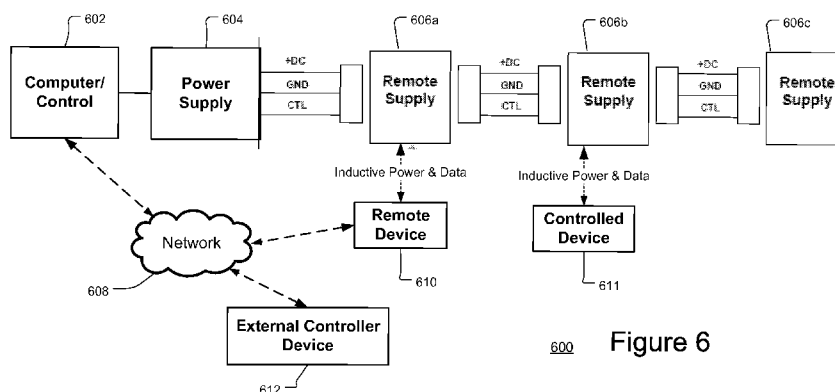 602
604
606a
606b
606c
Computer/
Control
Power
Supply
+DC
GND
CTL
Remote
Supply
+DC
GND
CTL
Remote
Supply
+DC
GND
CTL
Remote
Supply
Inductive Power & Data
Inductive Power & Data
Network
Remote
Device
Controlled
Device
608
610
611
External Controller
Device
612
600
Figure 6